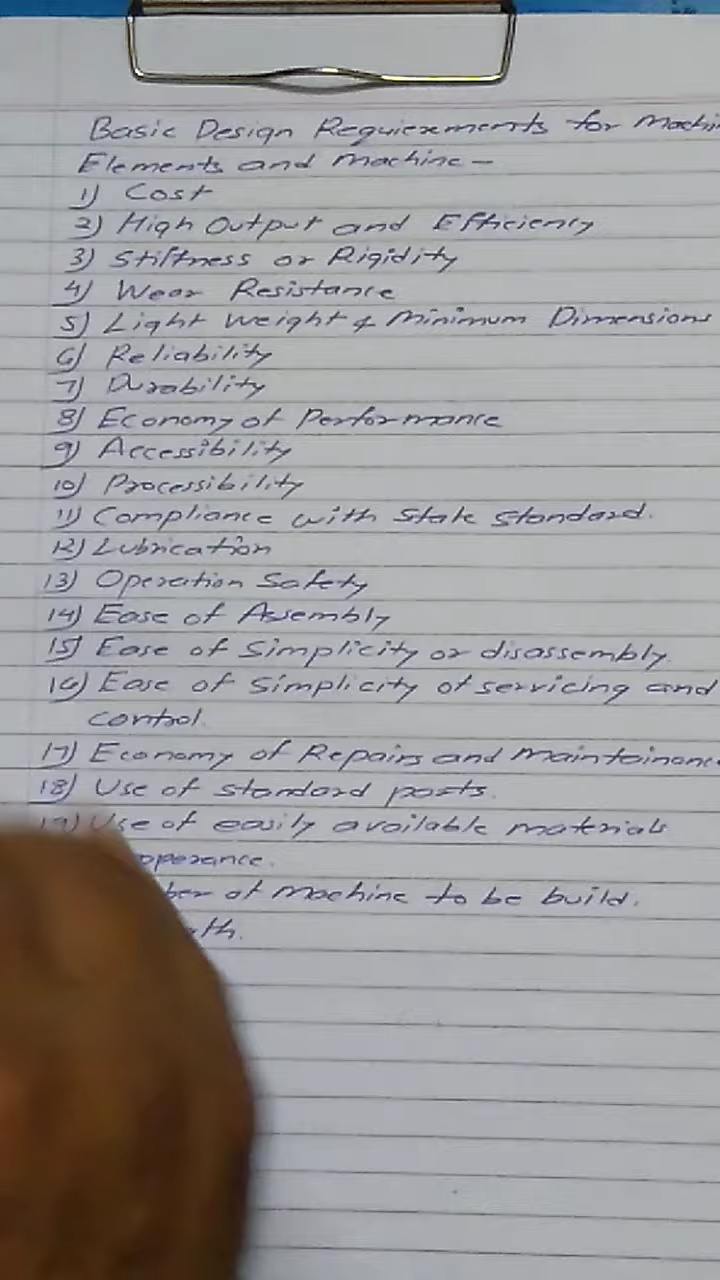 Basic Design Requierements for Machi
Elements and Machine –
1) Cost
2) High Output and Efficiency
3) Stiffness or Rigidity
4) Wear Resistance
5) Light Weight & Minimum Dimensions
6) Reliability
7) Durability
8) Economy of Performance
9) Accessibility
10) Processibility
11) Compliance with State Standard.
12) Lubrication
13) Operation Safety
14) Ease of Assembly
15) Ease of Simplicity or disassembly.
16) Ease of Simplicity of servicing and
control.
17) Economy of Repairs and Maintainance
18) Use of standard parts.
19) Use of easily available materials
of Machine to be build.